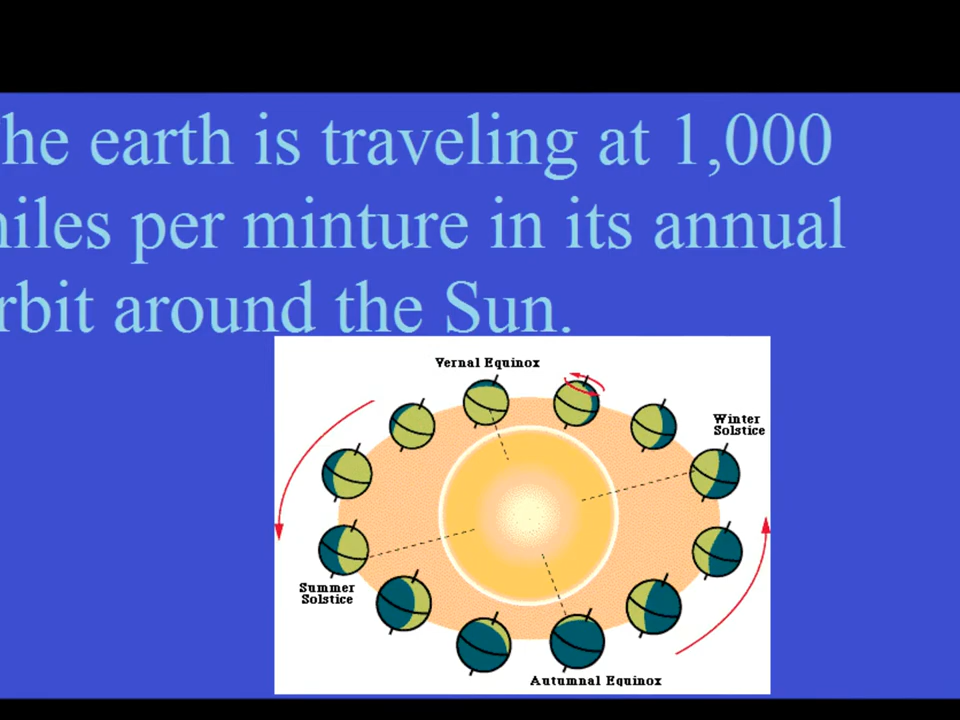 he earth is traveling at 1,000
iles per minture in its annual
rbit around the Sun.
Vernal Equinox
Winter
Solstice
Summer
Solstice
Autumnal Equinox